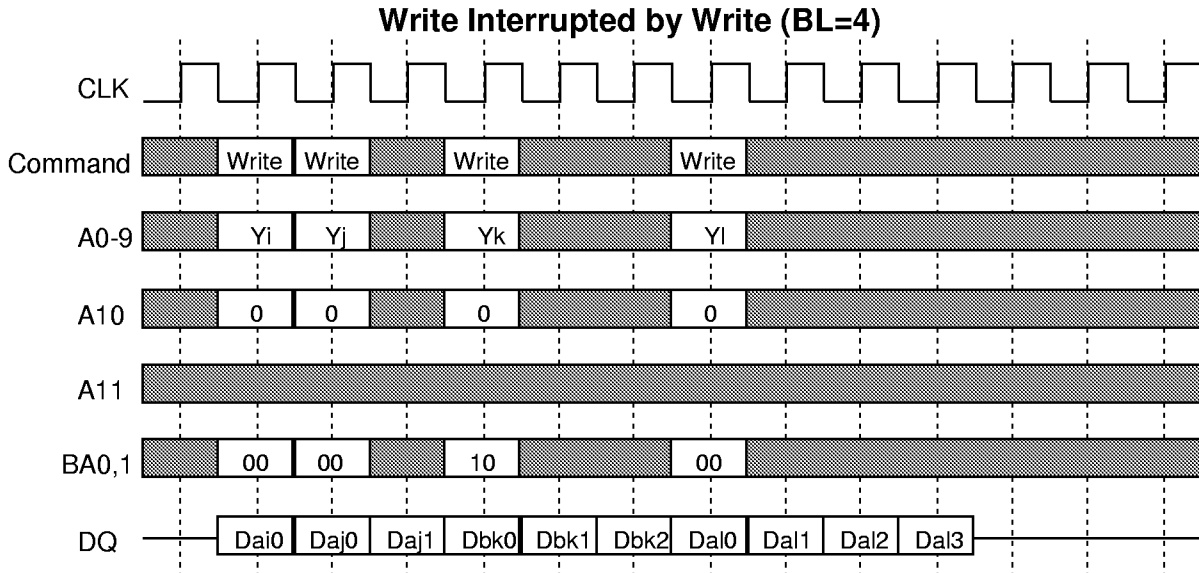 Write Interrupted by Write (BL=4)
CLK
Command Write Write Write Write
A0-9 Yi Yj Yk Yl
A10 0 0 0 0
A11
BA0,1 00 00 10 00
DQ Dai0 Daj0 Daj1 Dbk0 Dbk1 Dbk2 Dal0 Dal1 Dal2 Dal3